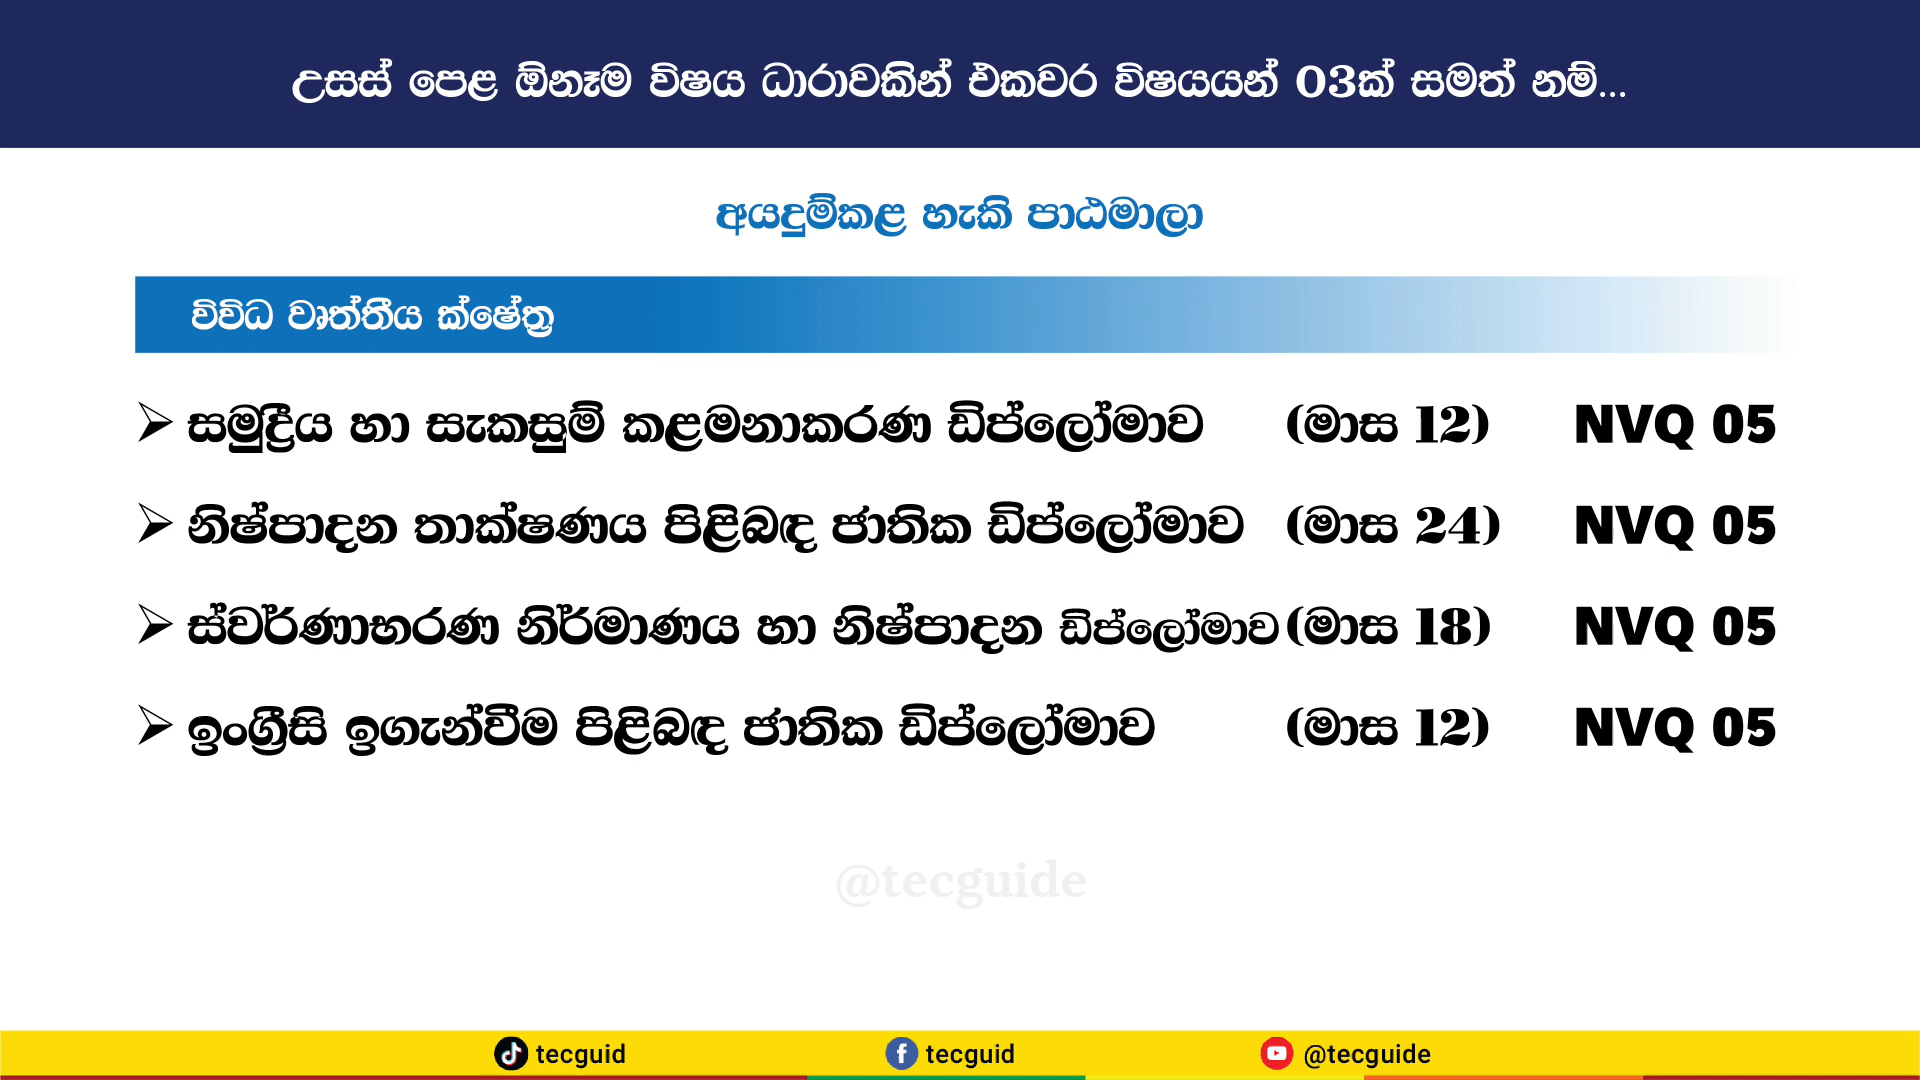 උසස් පෙළ ඕනෑම විෂය ධාරාවකින් එකවර විෂයයන් 03ක් සමත් නම්...
අයදුම්කළ හැකි පාඨමාලා
විවිධ වෘත්තීය ක්ෂේත්‍ර
➢ සමුද්‍රීය හා සැකසුම් කළමනාකරණ ඩිප්ලෝමාව (මාස 12) NVQ 05
➢ නිෂ්පාදන තාක්ෂණය පිළිබඳ ජාතික ඩිප්ලෝමාව (මාස 24) NVQ 05
➢ ස්වර්ණාභරණ නිර්මාණය හා නිෂ්පාදන ඩිප්ලෝමාව (මාස 18) NVQ 05
➢ ඉංග්‍රීසි ඉගැන්වීම පිළිබඳ ජාතික ඩිප්ලෝමාව (මාස 12) NVQ 05
@tecguide
tecguid tecguid @tecguide